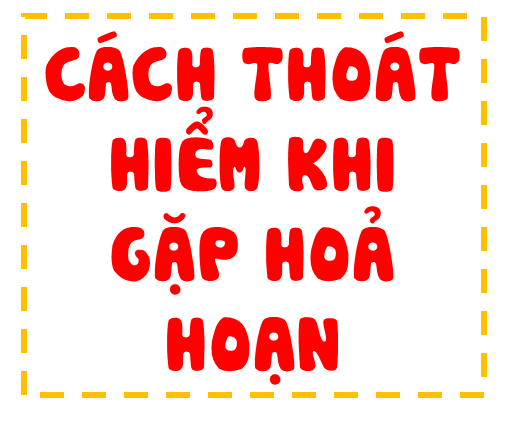 CÁCH THOÁT
HIỂM KHI
GẶP HOẢ
HOẠN